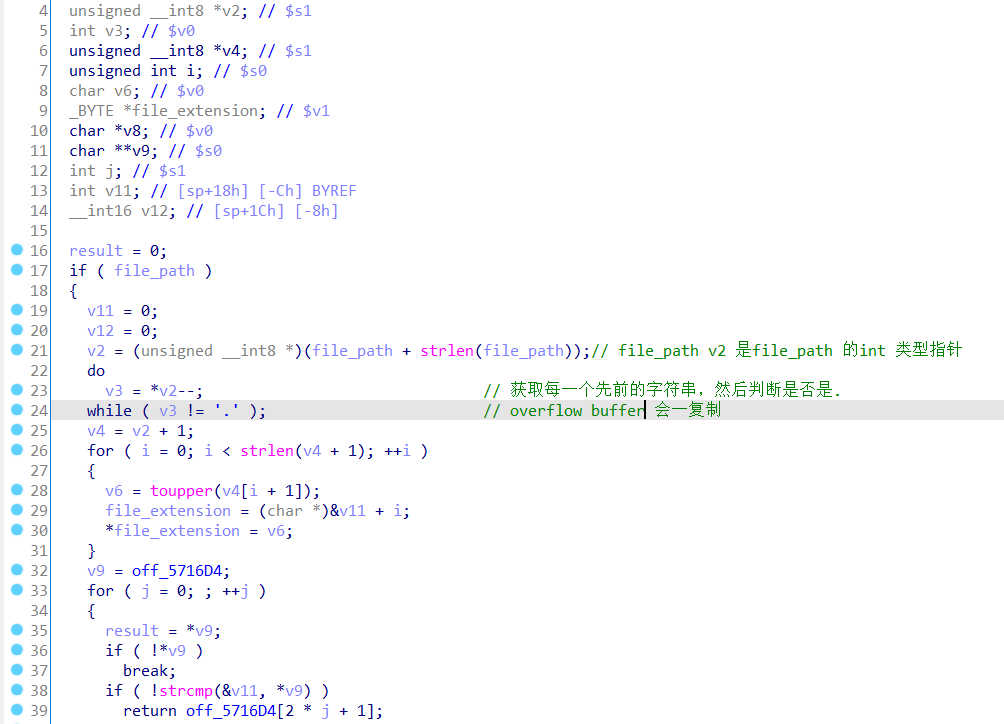 4 unsigned __int8 *v2; // $s1
5 int v3; // $v0
6 unsigned __int8 *v4; // $s1
7 unsigned int i; // $s0
8 char v6; // $v0
9 _BYTE *file_extension; // $v1
10 char *v8; // $v0
11 char **v9; // $s0
12 int j; // $s1
13 int v11; // [sp+18h] [-Ch] BYREF
14 __int16 v12; // [sp+1Ch] [-8h]
15
16 result = 0;
17 if ( file_path )
18 {
19 v11 = 0;
20 v12 = 0;
21 v2 = (unsigned __int8 *)(file_path + strlen(file_path));// file_path v2 是file_path 的int 类型指针
22 do
23 v3 = *v2--; // 获取每一个先前的字符串，然后判断是否是.
24 while ( v3 != '.' ); // overflow buffer 会一复制
25 v4 = v2 + 1;
26 for ( i = 0; i < strlen(v4 + 1); ++i )
27 {
28 v6 = toupper(v4[i + 1]);
29 file_extension = (char *)&v11 + i;
30 *file_extension = v6;
31 }
32 v9 = off_5716D4;
33 for ( j = 0; ; ++j )
34 {
35 result = *v9;
36 if ( !*v9 )
37 break;
38 if ( !strcmp(&v11, *v9) )
39 return off_5716D4[2 * j + 1];